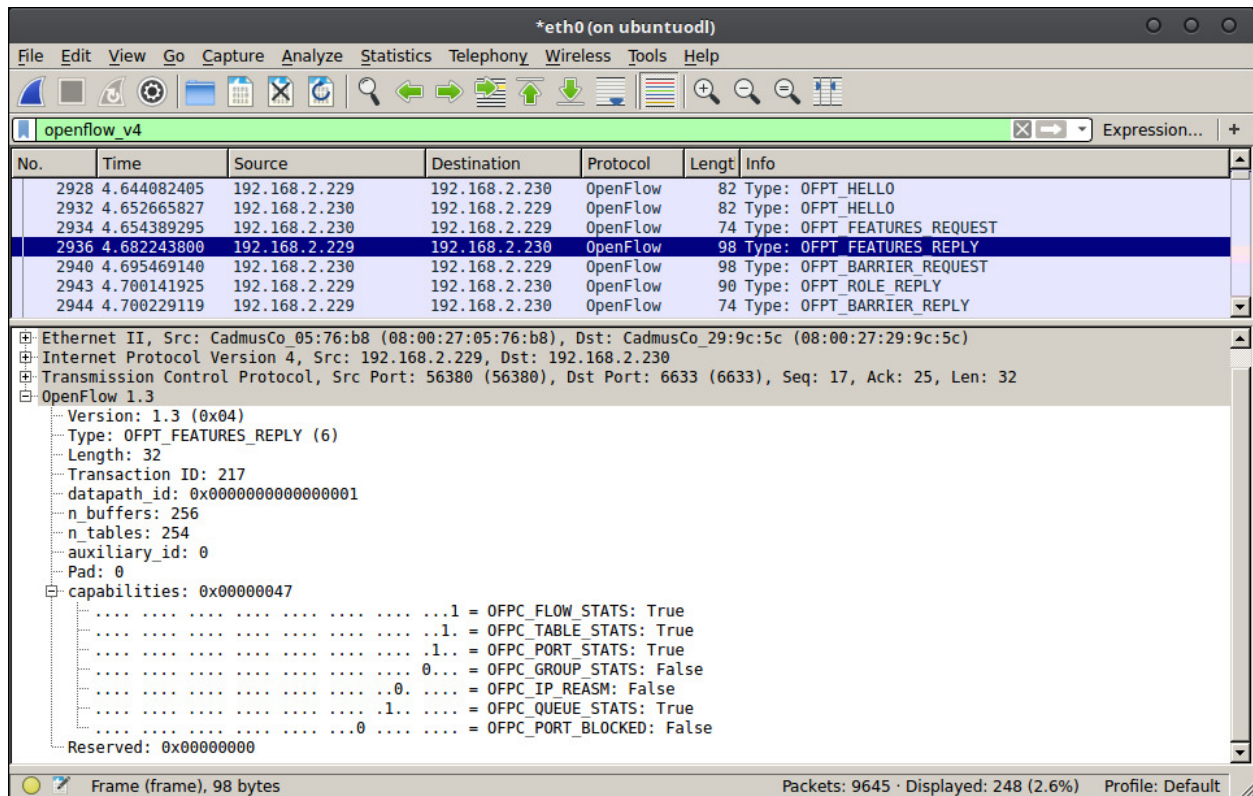 *eth0 (on ubuntuodl)
File Edit View Go Capture Analyze Statistics Telephony Wireless Tools Help
openflow_v4 Expression... +
No. Time Source Destination Protocol Lengt Info
2928 4.644082405 192.168.2.229 192.168.2.230 OpenFlow 82 Type: OFPT_HELLO
2932 4.652665827 192.168.2.230 192.168.2.229 OpenFlow 82 Type: OFPT_HELLO
2934 4.654389295 192.168.2.230 192.168.2.229 OpenFlow 74 Type: OFPT_FEATURES_REQUEST
2936 4.682243800 192.168.2.229 192.168.2.230 OpenFlow 98 Type: OFPT_FEATURES_REPLY
2940 4.695469140 192.168.2.230 192.168.2.229 OpenFlow 98 Type: OFPT_BARRIER_REQUEST
2943 4.700141925 192.168.2.229 192.168.2.230 OpenFlow 90 Type: OFPT_ROLE_REPLY
2944 4.700229119 192.168.2.229 192.168.2.230 OpenFlow 74 Type: OFPT_BARRIER_REPLY
Ethernet II, Src: CadmusCo_05:76:b8 (08:00:27:05:76:b8), Dst: CadmusCo_29:9c:5c (08:00:27:29:9c:5c)
Internet Protocol Version 4, Src: 192.168.2.229, Dst: 192.168.2.230
Transmission Control Protocol, Src Port: 56380 (56380), Dst Port: 6633 (6633), Seq: 17, Ack: 25, Len: 32
OpenFlow 1.3
Version: 1.3 (0x04)
Type: OFPT_FEATURES_REPLY (6)
Length: 32
Transaction ID: 217
datapath_id: 0x0000000000000001
n_buffers: 256
n_tables: 254
auxiliary_id: 0
Pad: 0
capabilities: 0x00000047
.... .... .... .... .... .... .... ...1 = OFPC_FLOW_STATS: True
.... .... .... .... .... .... .... ..1. = OFPC_TABLE_STATS: True
.... .... .... .... .... .... .... .1.. = OFPC_PORT_STATS: True
.... .... .... .... .... .... .... 0... = OFPC_GROUP_STATS: False
.... .... .... .... .... .... ..0. .... = OFPC_IP_REASM: False
.... .... .... .... .... .... .1.. .... = OFPC_QUEUE_STATS: True
.... .... .... .... .... ...0 .... .... = OFPC_PORT_BLOCKED: False
Reserved: 0x00000000
Frame (frame), 98 bytes Packets: 9645 · Displayed: 248 (2.6%) Profile: Default